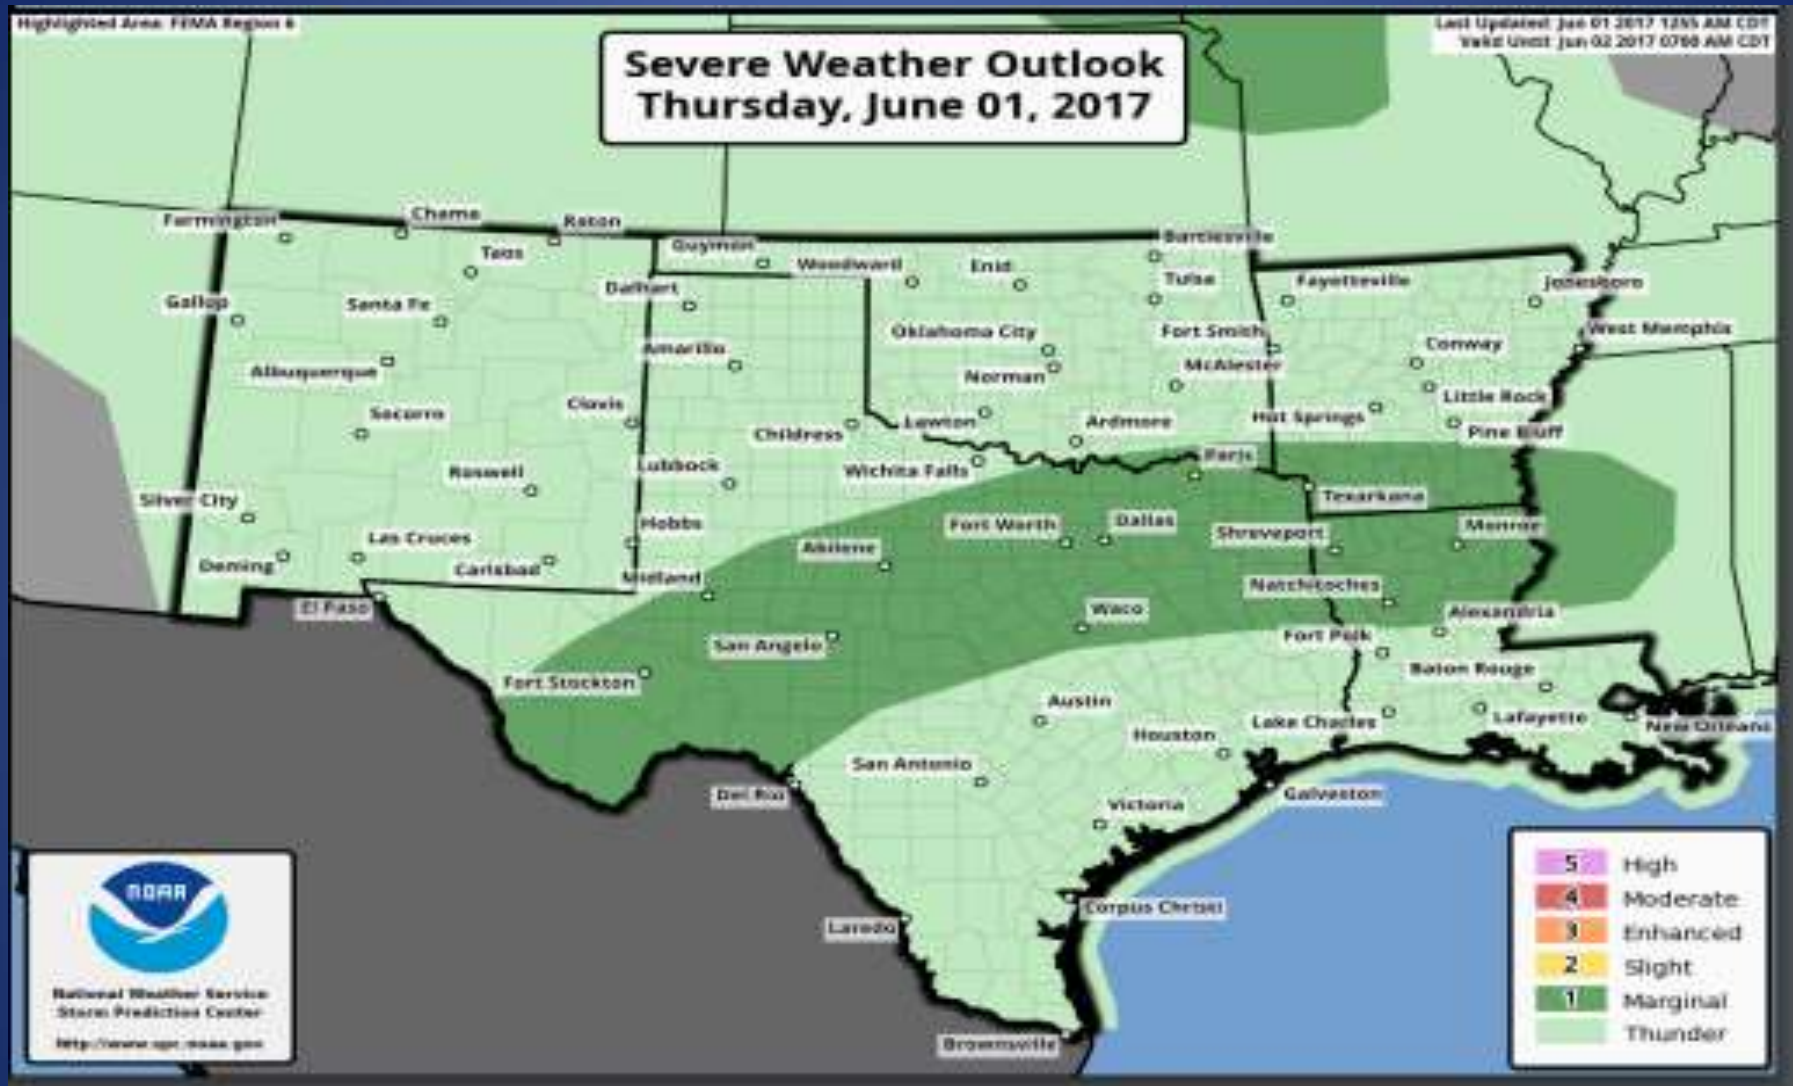 Highlighted Area: FEMA Region 6
Last Updated: Jun 01 2017 1255 AM CDT
Valid Until: Jun 02 2017 0700 AM CDT
Severe Weather Outlook
Thursday, June 01, 2017
Farmington
Chama
Raton
Taos
Guymon
Woodward
Enid
Bartlesville
Tulsa
Fayetteville
Jonesboro
Gallup
Santa Fe
Dalhart
Oklahoma City
Fort Smith
West Memphis
Albuquerque
Amarillo
Norman
McAlester
Conway
Socorro
Clovis
Childress
Lawton
Ardmore
Hot Springs
Little Rock
Pine Bluff
Roswell
Lubbock
Wichita Falls
Paris
Silver City
Hobbs
Texarkana
Las Cruces
Abilene
Fort Worth
Dallas
Shreveport
Monroe
Deming
Carlsbad
Midland
Natchitoches
El Paso
Waco
Alexandria
San Angelo
Fort Polk
Fort Stockton
Baton Rouge
Austin
Houston
Lake Charles
Lafayette
New Orleans
San Antonio
Del Rio
Victoria
Galveston
Corpus Christi
Laredo
Brownsville
NOAA
National Weather Service
Storm Prediction Center
http://www.spc.noaa.gov
5 High
4 Moderate
3 Enhanced
2 Slight
1 Marginal
Thunder